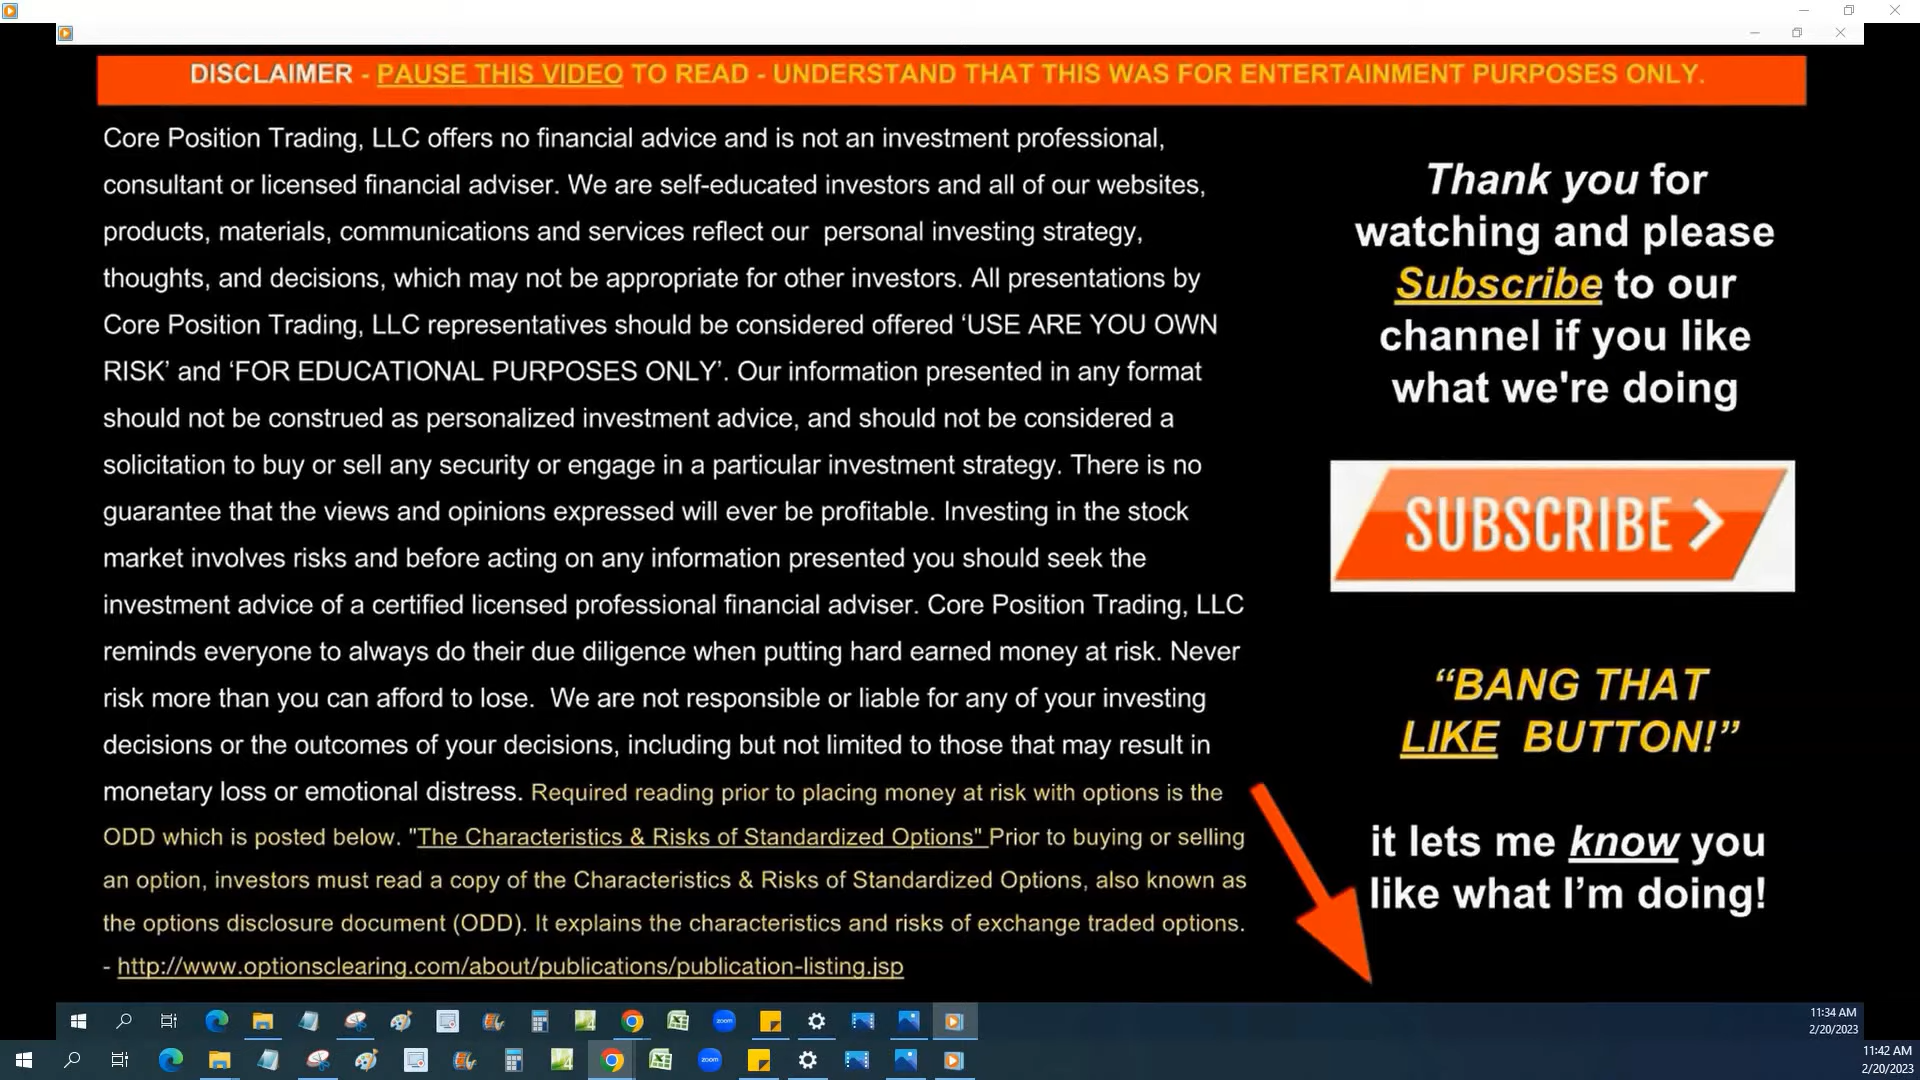 DISCLAIMER - PAUSE THIS VIDEO TO READ - UNDERSTAND THAT THIS WAS FOR ENTERTAINMENT PURPOSES ONLY.
Core Position Trading, LLC offers no financial advice and is not an investment professional,
consultant or licensed financial adviser. We are self-educated investors and all of our websites,
products, materials, communications and services reflect our  personal investing strategy,
thoughts, and decisions, which may not be appropriate for other investors. All presentations by
Core Position Trading, LLC representatives should be considered offered ‘USE ARE YOU OWN
RISK’ and ‘FOR EDUCATIONAL PURPOSES ONLY’. Our information presented in any format
should not be construed as personalized investment advice, and should not be considered a
solicitation to buy or sell any security or engage in a particular investment strategy. There is no
guarantee that the views and opinions expressed will ever be profitable. Investing in the stock
market involves risks and before acting on any information presented you should seek the
investment advice of a certified licensed professional financial adviser. Core Position Trading, LLC
reminds everyone to always do their due diligence when putting hard earned money at risk. Never
risk more than you can afford to lose.  We are not responsible or liable for any of your investing
decisions or the outcomes of your decisions, including but not limited to those that may result in
monetary loss or emotional distress. Required reading prior to placing money at risk with options is the
ODD which is posted below. "The Characteristics & Risks of Standardized Options" Prior to buying or selling
an option, investors must read a copy of the Characteristics & Risks of Standardized Options, also known as
the options disclosure document (ODD). It explains the characteristics and risks of exchange traded options.
- http://www.optionsclearing.com/about/publications/publication-listing.jsp
Thank you for
watching and please
Subscribe to our
channel if you like
what we're doing
SUBSCRIBE >
“BANG THAT
LIKE BUTTON!”
it lets me know you
like what I’m doing!
zoom
11:34 AM
2/20/2023
zoom
11:42 AM
2/20/2023